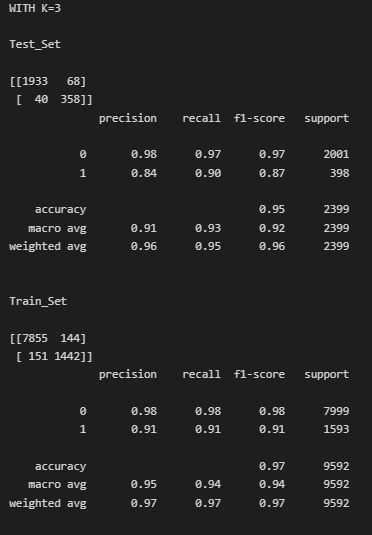 WITH K=3
Test_Set
[[1933   68]
 [  40  358]]
              precision    recall  f1-score   support
           0       0.98      0.97      0.97      2001
           1       0.84      0.90      0.87       398
    accuracy                           0.95      2399
   macro avg       0.91      0.93      0.92      2399
weighted avg       0.96      0.95      0.96      2399
Train_Set
[[7855  144]
 [ 151 1442]]
              precision    recall  f1-score   support
           0       0.98      0.98      0.98      7999
           1       0.91      0.91      0.91      1593
    accuracy                           0.97      9592
   macro avg       0.95      0.94      0.94      9592
weighted avg       0.97      0.97      0.97      9592